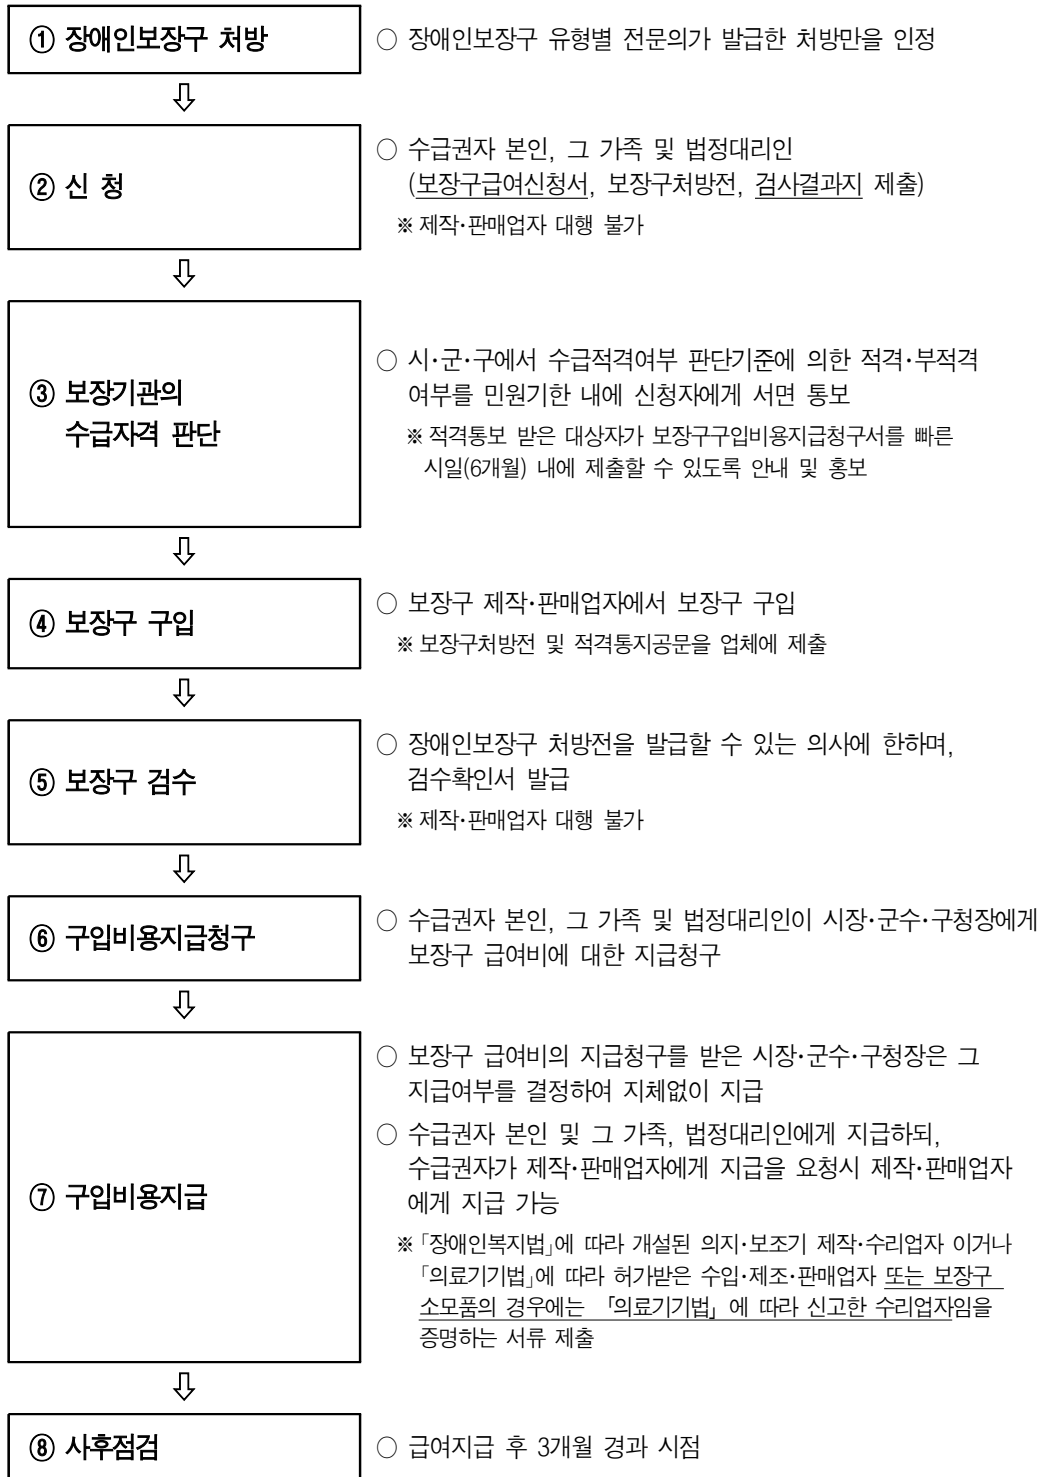 ① 장애인보장구 처방
○ 장애인보장구 유형별 전문의가 발급한 처방만을 인정
⇩
② 신 청
○ 수급권자 본인, 그 가족 및 법정대리인
(보장구급여신청서, 보장구처방전, 검사결과지 제출)
※ 제작·판매업자 대행 불가
⇩
③ 보장기관의
수급자격 판단
○ 시·군·구에서 수급적격여부 판단기준에 의한 적격·부적격
여부를 민원기한 내에 신청자에게 서면 통보
※ 적격통보 받은 대상자가 보장구구입비용지급청구서를 빠른
시일(6개월) 내에 제출할 수 있도록 안내 및 홍보
⇩
④ 보장구 구입
○ 보장구 제작·판매업자에서 보장구 구입
※ 보장구처방전 및 적격통지공문을 업체에 제출
⇩
⑤ 보장구 검수
○ 장애인보장구 처방전을 발급할 수 있는 의사에 한하며,
검수확인서 발급
※ 제작·판매업자 대행 불가
⇩
⑥ 구입비용지급청구
○ 수급권자 본인, 그 가족 및 법정대리인이 시장·군수·구청장에게
보장구 급여비에 대한 지급청구
⇩
⑦ 구입비용지급
○ 보장구 급여비의 지급청구를 받은 시장·군수·구청장은 그
지급여부를 결정하여 지체없이 지급
○ 수급권자 본인 및 그 가족, 법정대리인에게 지급하되,
수급권자가 제작·판매업자에게 지급을 요청시 제작·판매업자
에게 지급 가능
※ 「장애인복지법」에 따라 개설된 의지·보조기 제작·수리업자 이거나
「의료기기법」에 따라 허가받은 수입·제조·판매업자 또는 보장구
소모품의 경우에는 「의료기기법」에 따라 신고한 수리업자임을
증명하는 서류 제출
⇩
⑧ 사후점검
○ 급여지급 후 3개월 경과 시점